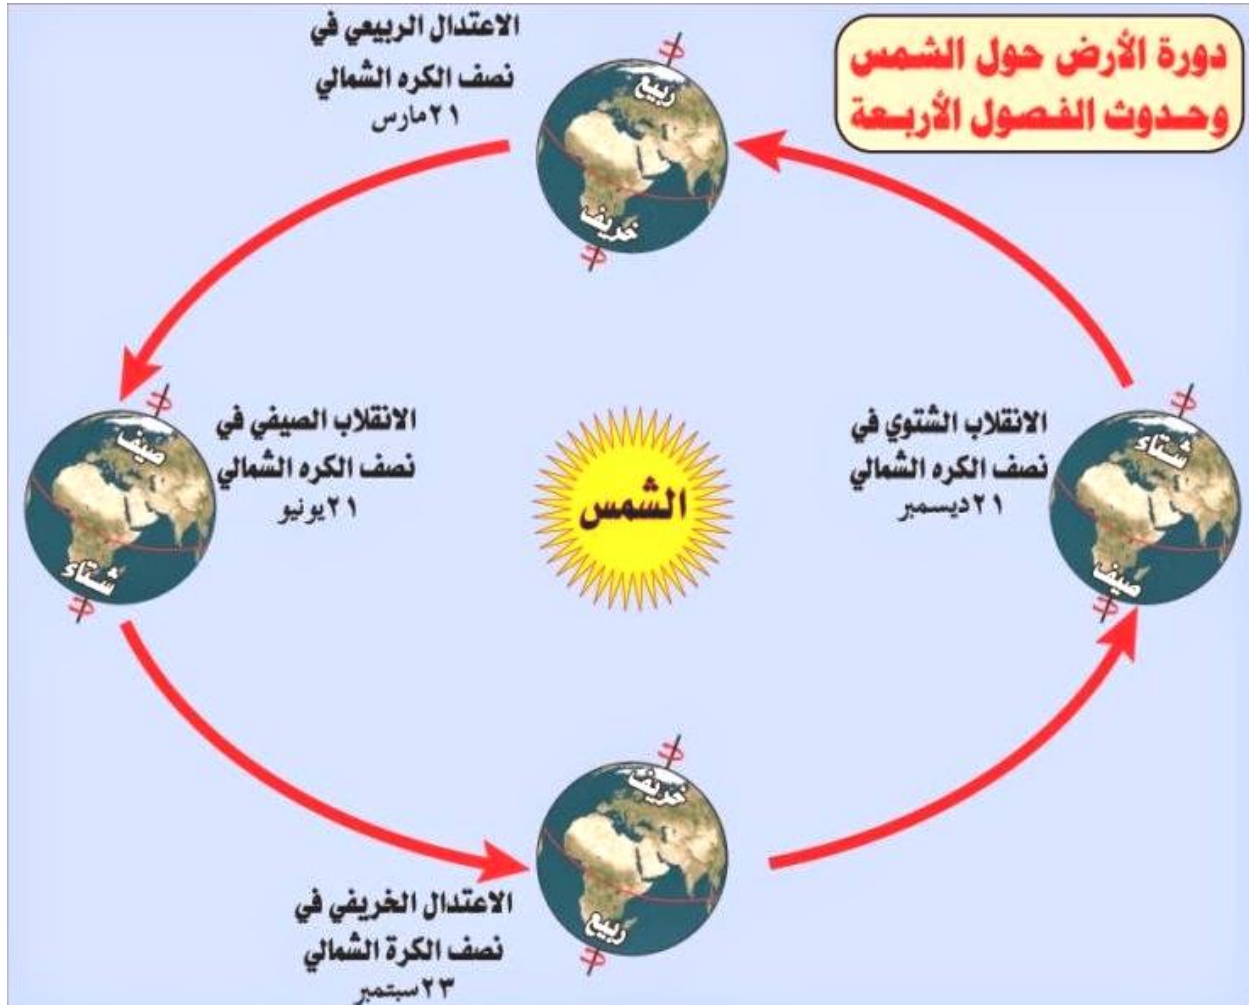 دورة الأرض حول الشمس
وحدوث الفصول الأربعة
الاعتدال الربيعي في
نصف الكره الشمالي
٢١ مارس
ربيع
خريف
الانقلاب الشتوي في
نصف الكره الشمالي
٢١ ديسمبر
شتاء
صيف
الشمس
الانقلاب الصيفي في
نصف الكره الشمالي
٢١ يونيو
صيف
شتاء
الاعتدال الخريفي في
نصف الكرة الشمالي
٢٣ سبتمبر
خريف
ربيع